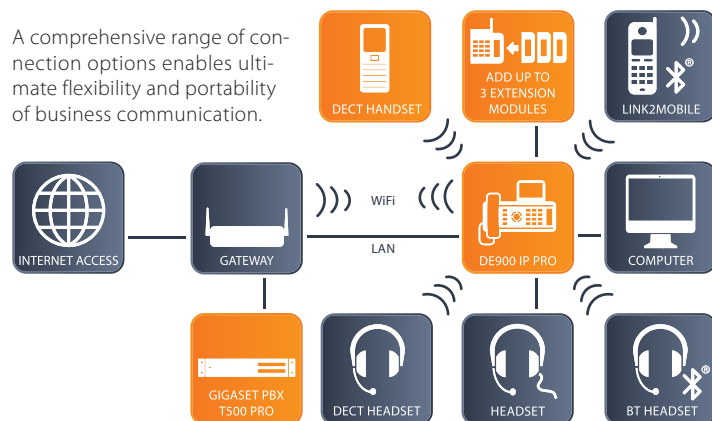 A comprehensive range of con-
nection options enables ulti-
mate flexibility and portability
of business communication.
DECT HANDSET
ADD UP TO
3 EXTENSION
MODULES
®
LINK2MOBILE
INTERNET ACCESS
GATEWAY
WiFi
LAN
DE900 IP PRO
COMPUTER
GIGASET PBX
T500 PRO
DECT HEADSET
HEADSET
®
BT HEADSET